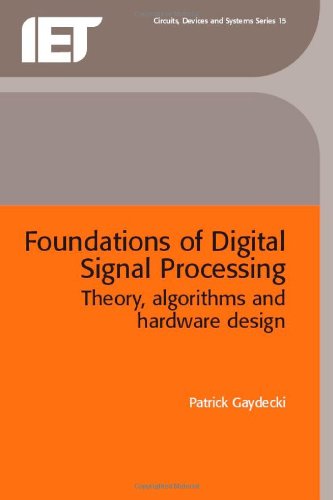 IET
Circuits, Devices and Systems Series 15
Foundations of Digital
Signal Processing
Theory, algorithms and
hardware design
Patrick Gaydecki